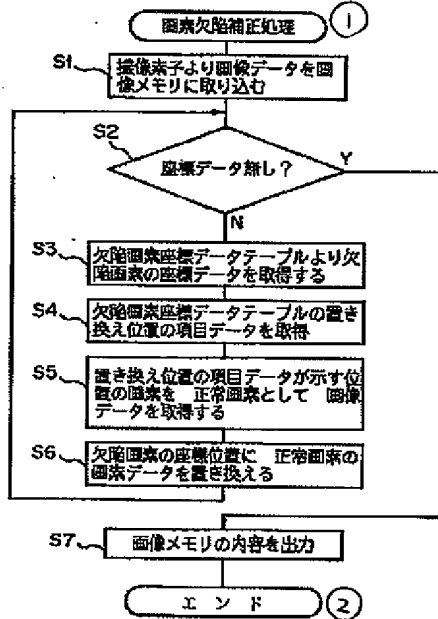 画素欠陥補正処理
①
S1
撮像素子より画像データを画
像メモリに取り込む
S2
座標データ無し？
Y
N
S3
欠陥画素座標データテーブルより欠
陥画素の座標データを取得する
S4
欠陥画素座標データテーブルの置き
換え位置の項目データを取得
S5
置き換え位置の項目データが示す位
置の画素を 正常画素として 画像
データを取得する
S6
欠陥画素の座標位置に 正常画素の
画素データを置き換える
S7
画像メモリの内容を出力
エンド
②